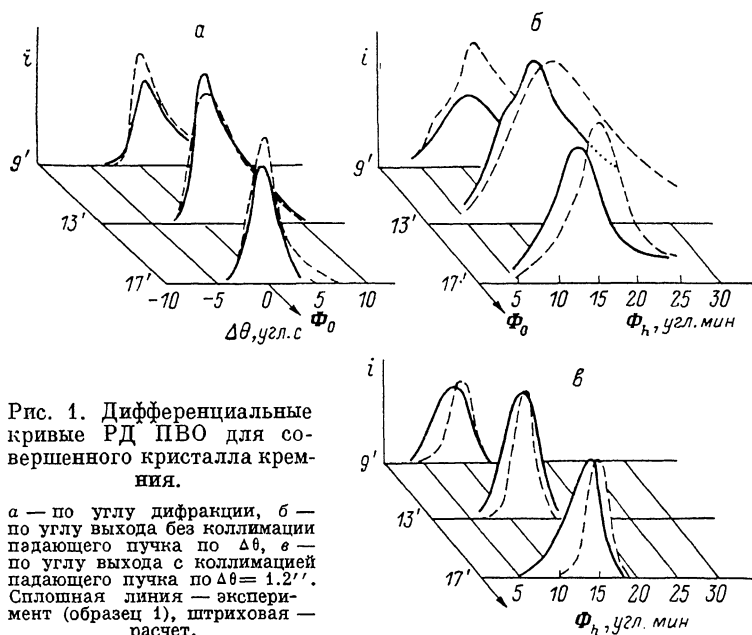 а
б
i
i
9'
9'
13'
13'
17'
17'
-10 -5 0 5 10
Φ₀
Δθ, угл. с
5 10 15 20 25 30
Φ₀
Φₕ, угл. мин
в
i
9'
13'
17'
5 10 15 20 25 30
Φₕ, угл. мин
Рис. 1. Дифференциальные
кривые РД ПВО для со-
вершенного кристалла крем-
ния.
а — по углу дифракции, б —
по углу выхода без коллимации
падающего пучка по Δθ, в —
по углу выхода с коллимацией
падающего пучка по Δθ = 1.2″.
Сплошная линия — экспери-
мент (образец 1), штриховая —
расчет.